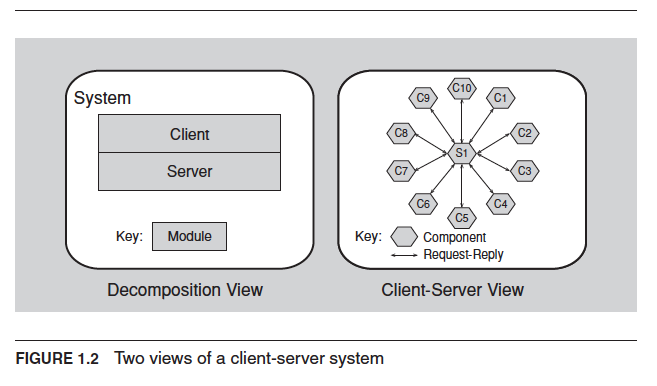 System
Client
Server
Key: Module
Decomposition View
C10
C9 C1
C8 C2
S1
C7 C3
C6 C4
C5
Key: Component
Request-Reply
Client-Server View
FIGURE 1.2 Two views of a client-server system